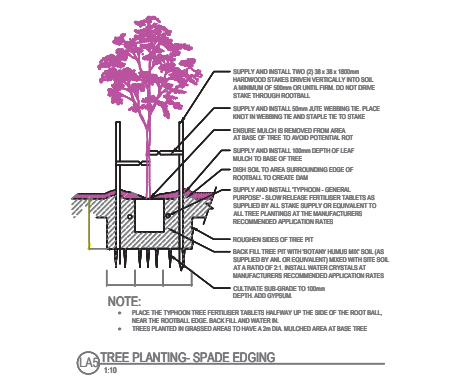 SUPPLY AND INSTALL TWO (2) 38 x 38 x 1800mm
HARDWOOD STAKES DRIVEN VERTICALLY INTO SOIL
A MINIMUM OF 500mm OR UNTIL FIRM. DO NOT DRIVE
STAKE THROUGH ROOTBALL
SUPPLY AND INSTALL 50mm JUTE WEBBING TIE. PLACE
KNOT IN WEBBING TIE AND STAPLE TIE TO STAKE
ENSURE MULCH IS REMOVED FROM AREA
AT BASE OF TREE TO AVOID POTENTIAL ROT
SUPPLY AND INSTALL 100mm DEPTH OF LEAF
MULCH TO BASE OF TREE
DISH SOIL TO AREA SURROUNDING EDGE OF
ROOTBALL TO CREATE DAM
SUPPLY AND INSTALL 'TYPHOON - GENERAL
PURPOSE' - SLOW RELEASE FERTILISER TABLETS AS
SUPPLIED BY ALL STAKE SUPPLY OR EQUIVALENT TO
ALL TREE PLANTINGS AT THE MANUFACTURERS
RECOMMENDED APPLICATION RATES
ROUGHEN SIDES OF TREE PIT
BACK FILL TREE PIT WITH 'BOTANY HUMUS MIX' SOIL (AS
SUPPLIED BY ANL OR EQUIVALENT) MIXED WITH SITE SOIL
AT A RATIO OF 2:1. INSTALL WATER CRYSTALS AT
MANUFACTURERS RECOMMENDED APPLICATION RATES
CULTIVATE SUB-GRADE TO 100mm
DEPTH. ADD GYPSUM.
NOTE:
• PLACE THE TYPHOON TREE FERTILISER TABLETS HALFWAY UP THE SIDE OF THE ROOT BALL,
NEAR THE ROOTBALL EDGE. BACK FILL AND WATER IN.
• TREES PLANTED IN GRASSED AREAS TO HAVE A 2m DIA. MULCHED AREA AT BASE TREE
LA5 TREE PLANTING- SPADE EDGING
1:10